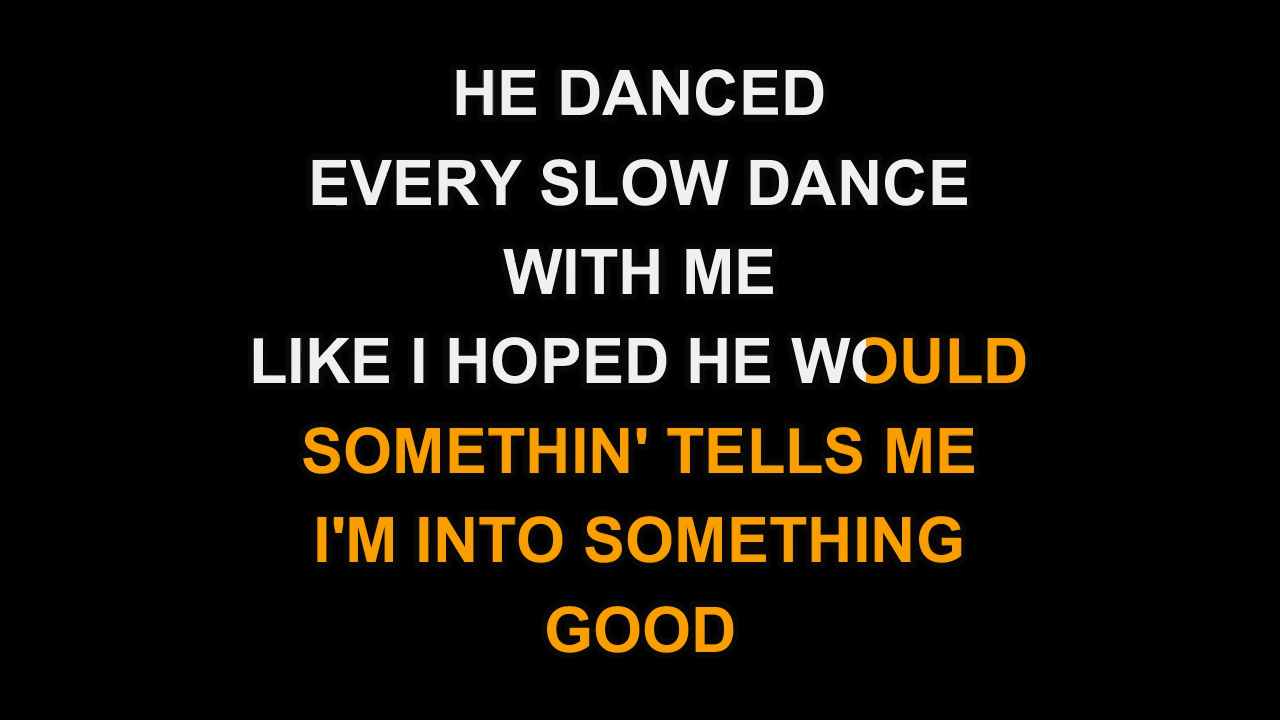 HE DANCED
EVERY SLOW DANCE
WITH ME
LIKE I HOPED HE WOULD
SOMETHIN' TELLS ME
I'M INTO SOMETHING
GOOD